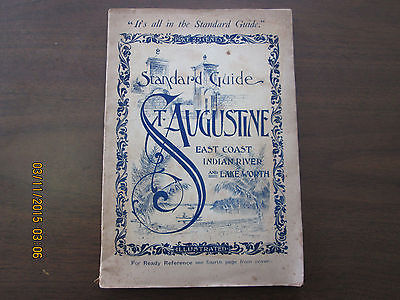 "It's all in the Standard Guide."
Standard Guide
ST. AUGUSTINE
EAST COAST
INDIAN RIVER
AND LAKE WORTH
ILLUSTRATED
For Ready Reference see fourth page from cover.
03/11/2015 03:06